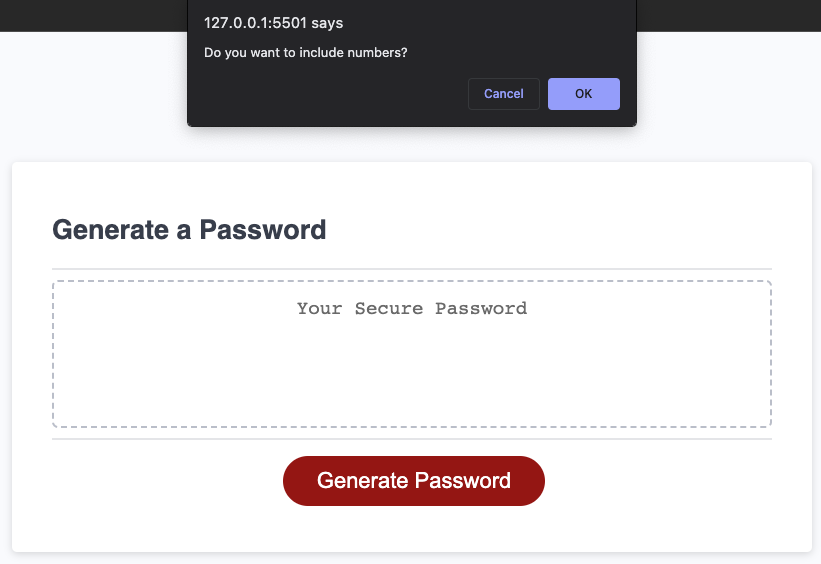 127.0.0.1:5501 says
Do you want to include numbers?
Cancel
OK
Generate a Password
Your Secure Password
Generate Password